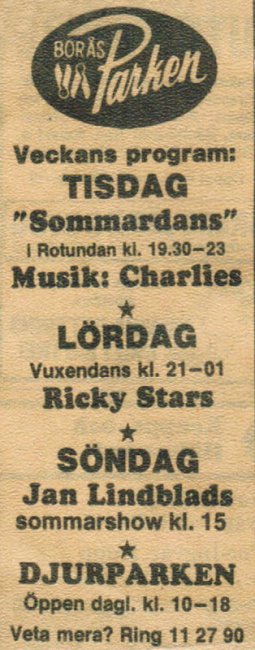 BORÅS
Parken
Veckans program:
TISDAG
"Sommardans"
i Rotundan kl. 19.30–23
Musik: Charlies
LÖRDAG
Vuxendans kl. 21–01
Ricky Stars
SÖNDAG
Jan Lindblads
sommarshow kl. 15
DJURPARKEN
Öppen dagl. kl. 10–18
Veta mera? Ring 11 27 90